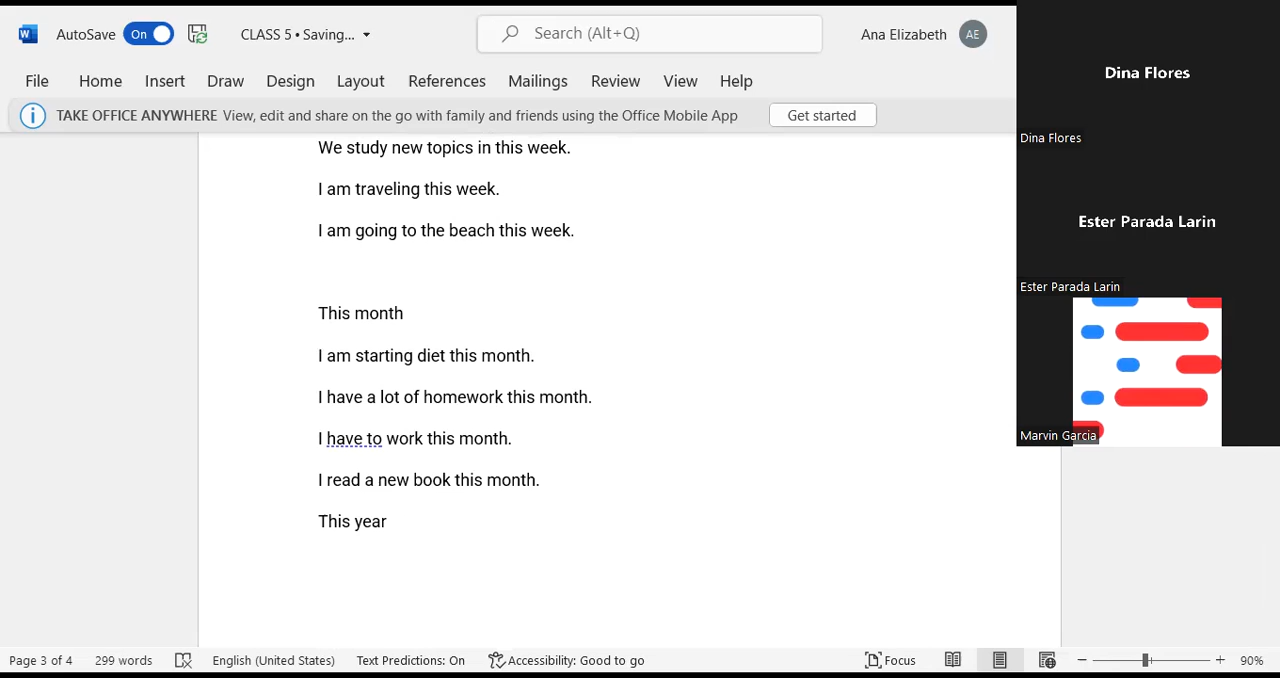 AutoSave On CLASS 5 • Saving... Search (Alt+Q) Ana Elizabeth AE
File Home Insert Draw Design Layout References Mailings Review View Help
TAKE OFFICE ANYWHERE View, edit and share on the go with family and friends using the Office Mobile App Get started
We study new topics in this week.
I am traveling this week.
I am going to the beach this week.
This month
I am starting diet this month.
I have a lot of homework this month.
I have to work this month.
I read a new book this month.
This year
Dina Flores
Dina Flores
Ester Parada Larin
Ester Parada Larin
Marvin Garcia
Page 3 of 4 299 words English (United States) Text Predictions: On Accessibility: Good to go Focus 90%